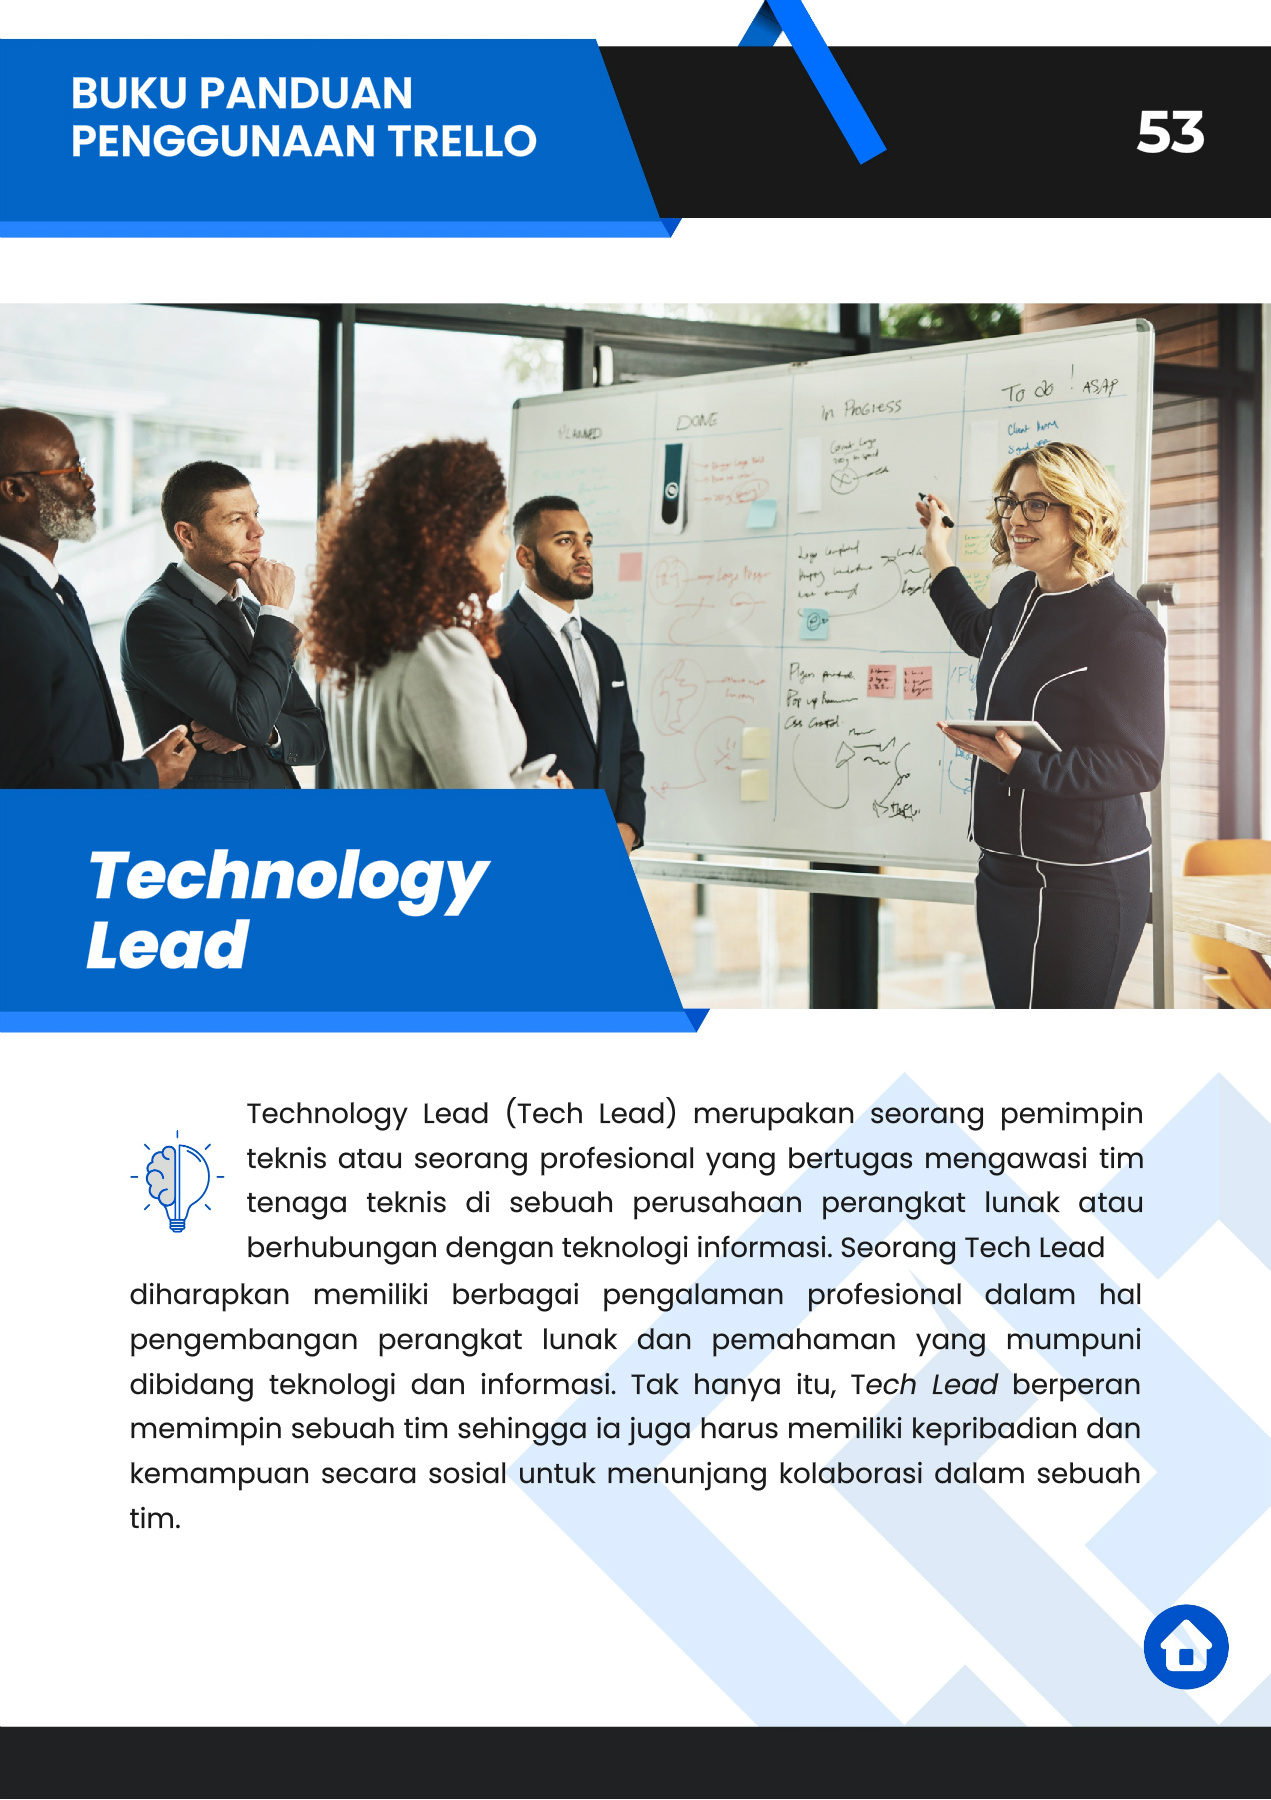 BUKU PANDUAN
PENGGUNAAN TRELLO
53
PLANNED
DONE
In Progress
To do ! ASAP
Technology
Lead
Technology Lead (Tech Lead) merupakan seorang pemimpin
teknis atau seorang profesional yang bertugas mengawasi tim
tenaga teknis di sebuah perusahaan perangkat lunak atau
berhubungan dengan teknologi informasi. Seorang Tech Lead
diharapkan memiliki berbagai pengalaman profesional dalam hal
pengembangan perangkat lunak dan pemahaman yang mumpuni
dibidang teknologi dan informasi. Tak hanya itu, Tech Lead berperan
memimpin sebuah tim sehingga ia juga harus memiliki kepribadian dan
kemampuan secara sosial untuk menunjang kolaborasi dalam sebuah
tim.